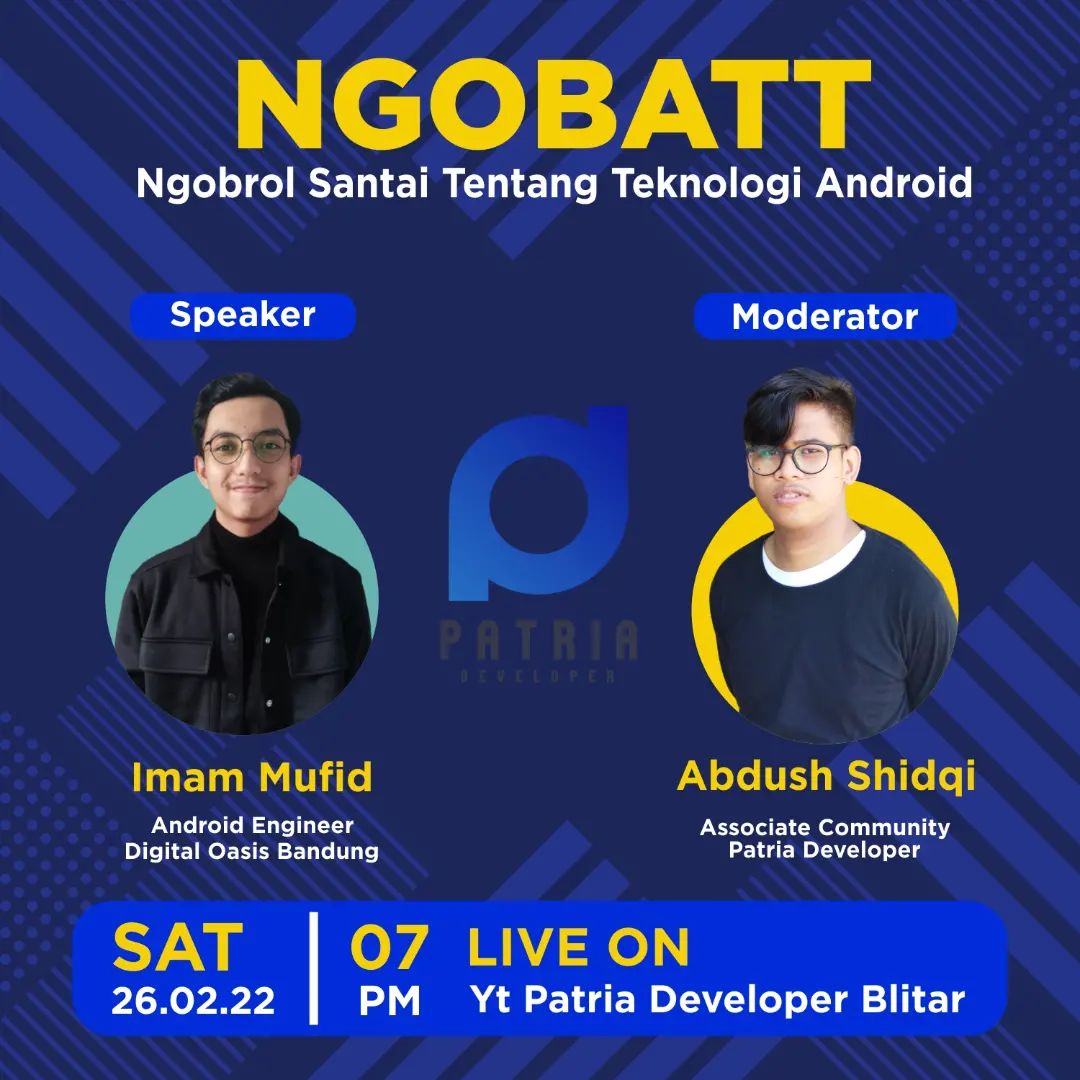 NGOBATT
Ngobrol Santai Tentang Teknologi Android
Speaker
Moderator
PATRIA
DEVELOPER
Imam Mufid
Android Engineer
Digital Oasis Bandung
Abdush Shidqi
Associate Community
Patria Developer
SAT
26.02.22
07
PM
LIVE ON
Yt Patria Developer Blitar